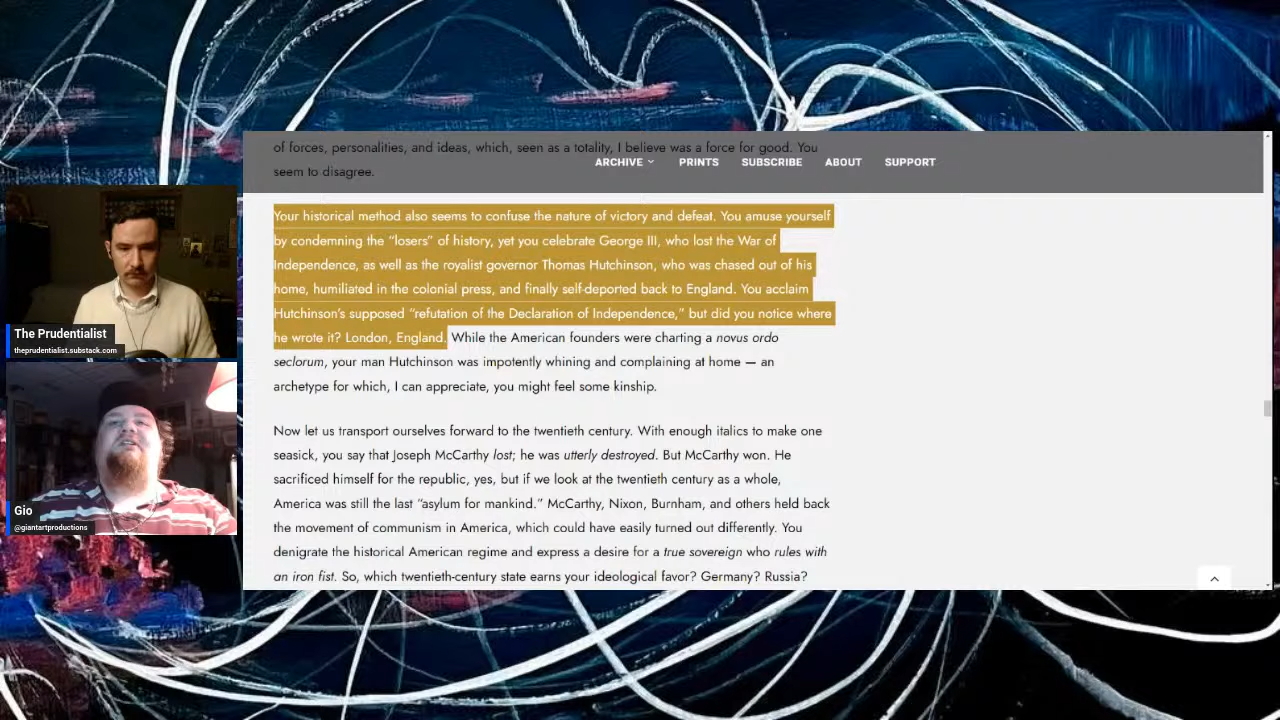 of forces, personalities, and ideas, which, seen as a totality, I believe was a force for good. You
seem to disagree.
ARCHIVE
PRINTS
SUBSCRIBE
ABOUT
SUPPORT
Your historical method also seems to confuse the nature of victory and defeat. You amuse yourself
by condemning the “losers” of history, yet you celebrate George III, who lost the War of
Independence, as well as the royalist governor Thomas Hutchinson, who was chased out of his
home, humiliated in the colonial press, and finally self-deported back to England. You acclaim
Hutchinson’s supposed “refutation of the Declaration of Independence,” but did you notice where
he wrote it? London, England. While the American founders were charting a novus ordo
seclorum, your man Hutchinson was impotently whining and complaining at home — an
archetype for which, I can appreciate, you might feel some kinship.
Now let us transport ourselves forward to the twentieth century. With enough italics to make one
seasick, you say that Joseph McCarthy lost; he was utterly destroyed. But McCarthy won. He
sacrificed himself for the republic, yes, but if we look at the twentieth century as a whole,
America was still the last “asylum for mankind.” McCarthy, Nixon, Burnham, and others held back
the movement of communism in America, which could have easily turned out differently. You
denigrate the historical American regime and express a desire for a true sovereign who rules with
an iron fist. So, which twentieth-century state earns your ideological favor? Germany? Russia?
The Prudentialist
theprudentialist.substack.com
Gio
@giantartproductions